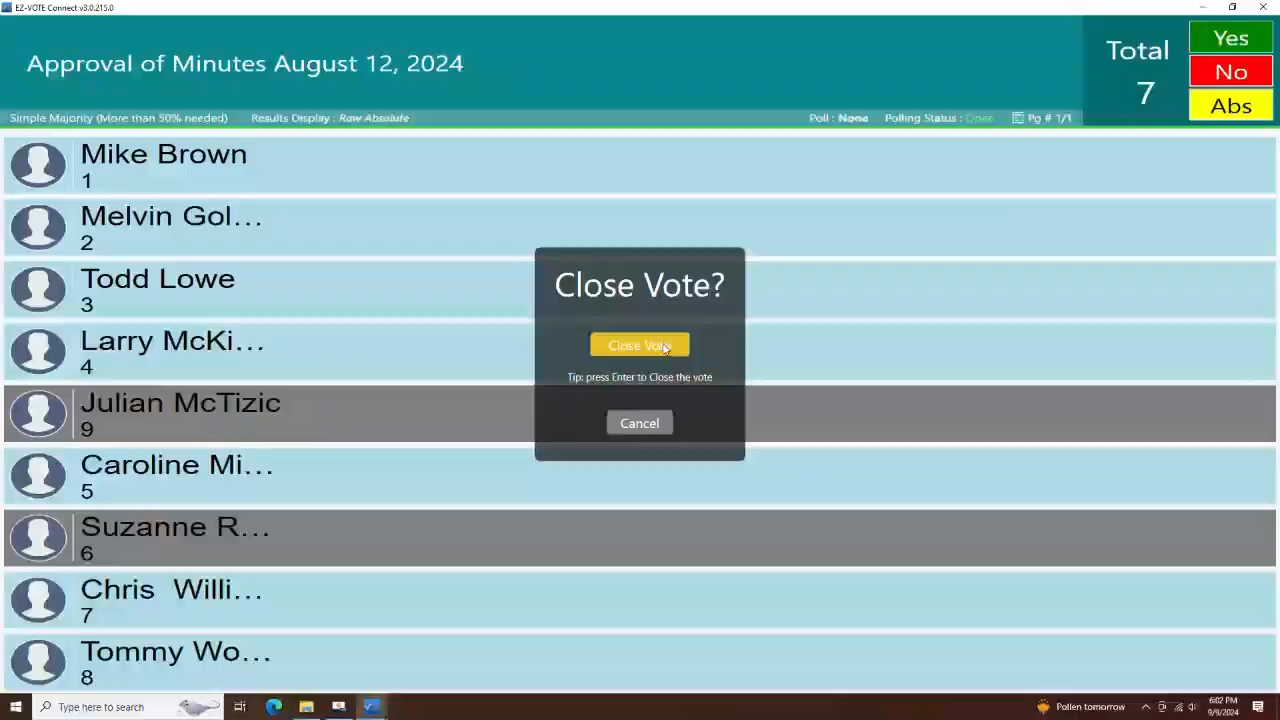 EZ-VOTE Connect v3.0.215.0
Approval of Minutes August 12, 2024
Total
7
Yes
No
Abs
Simple Majority (More than 50% needed) Results Display : Raw Absolute Poll : None Polling Status : Open Pg # 1/1
Mike Brown
1
Melvin Gol...
2
Todd Lowe
3
Larry McKi...
4
Julian McTizic
9
Caroline Mi...
5
Suzanne R...
6
Chris Willi...
7
Tommy Wo...
8
Close Vote?
Close Vote
Tip: press Enter to Close the vote
Cancel
Type here to search
Pollen tomorrow
6:02 PM
9/9/2024